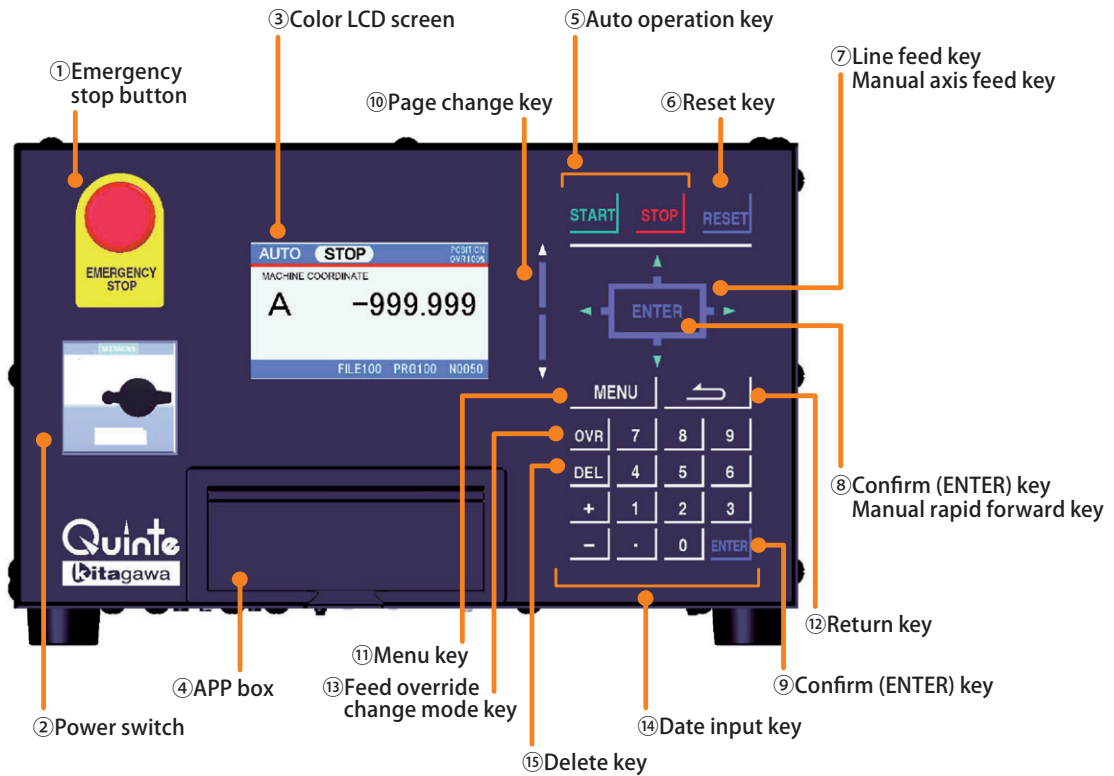 ③Color LCD screen
⑤Auto operation key
①Emergency
stop button
⑦Line feed key
Manual axis feed key
⑩Page change key
⑥Reset key
START STOP RESET
EMERGENCY
STOP
AUTO STOP POSITION
OVR100%
MACHINE COORDINATE
A -999.999
FILE100 PRG100 N0050
ENTER
SIEMENS
MENU
OVR 7 8 9
DEL 4 5 6
+ 1 2 3
- . 0 ENTER
⑧Confirm (ENTER) key
Manual rapid forward key
Quinte
Kitagawa
⑫Return key
⑪Menu key
④APP box
⑬Feed override
change mode key
⑨Confirm (ENTER) key
②Power switch
⑭Date input key
⑮Delete key